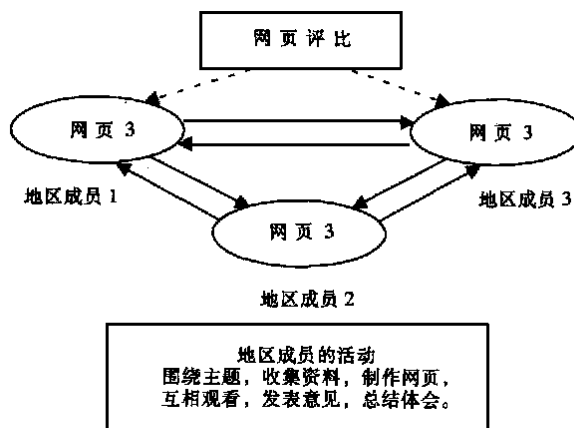 网页评比
网页 3
网页 3
地区成员 1
地区成员 3
网页 3
地区成员 2
地区成员的活动
围绕主题，收集资料，制作网页，
互相观看，发表意见，总结体会。